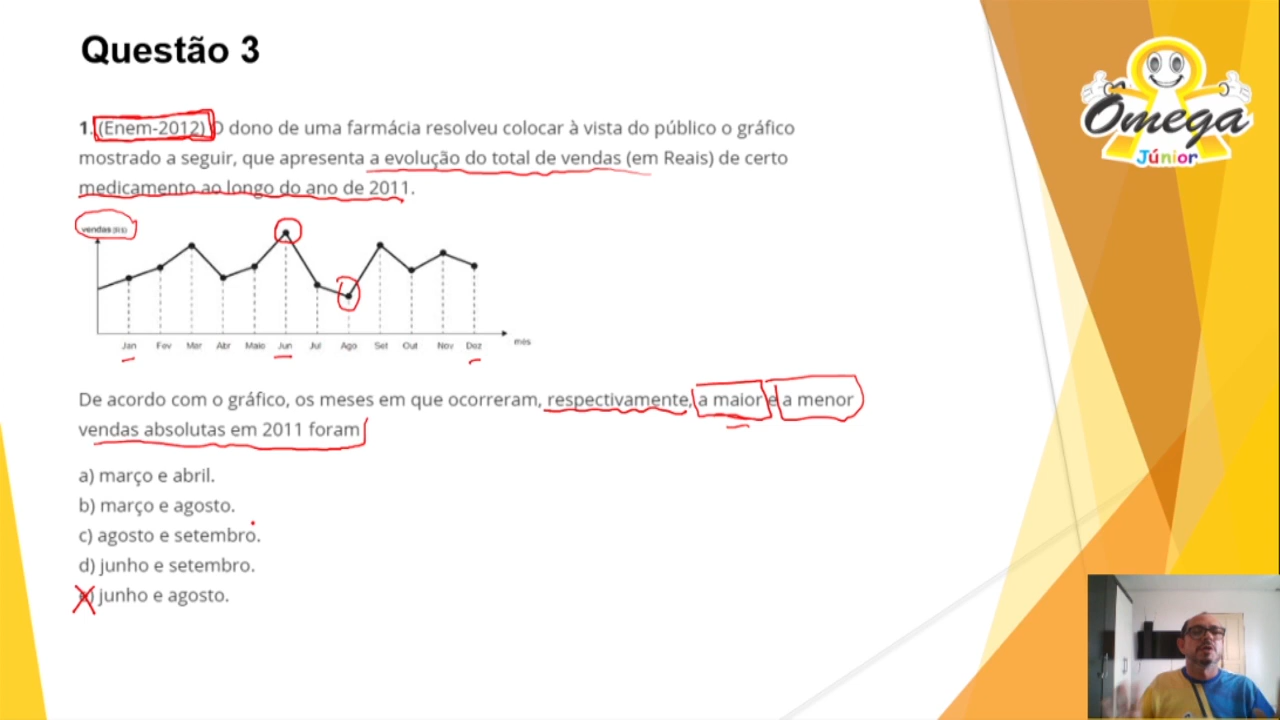 Questão 3
1. (Enem-2012) O dono de uma farmácia resolveu colocar à vista do público o gráfico
mostrado a seguir, que apresenta a evolução do total de vendas (em Reais) de certo
medicamento ao longo do ano de 2011.
vendas (R$)
Jan Fev Mar Abr Maio Jun Jul Ago Set Out Nov Dez mês
De acordo com o gráfico, os meses em que ocorreram, respectivamente, a maior e a menor
vendas absolutas em 2011 foram
a) março e abril.
b) março e agosto.
c) agosto e setembro.
d) junho e setembro.
e) junho e agosto.
Ômega
Júnior